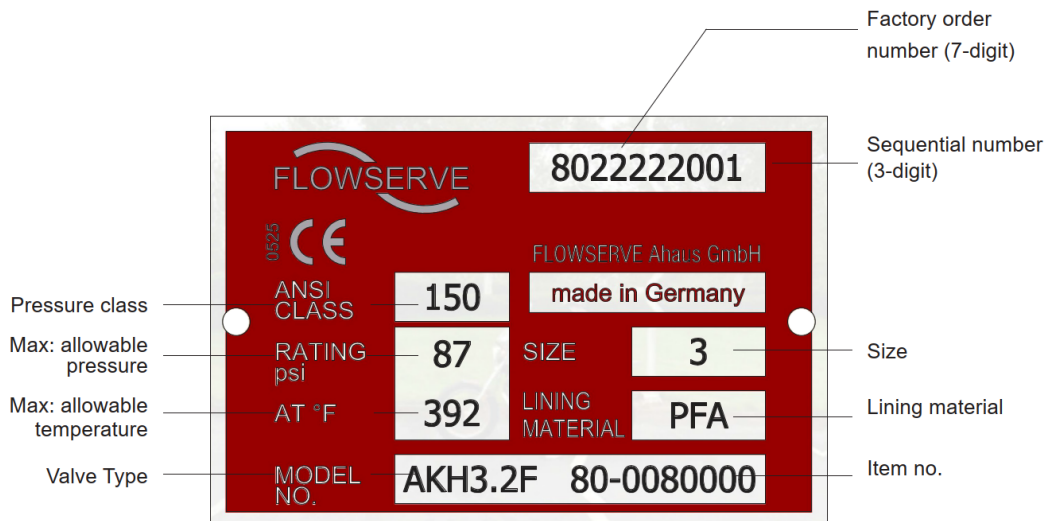 Factory order
number (7-digit)
FLOWSERVE
8022222001
Sequential number
(3-digit)
0525
CE
FLOWSERVE Ahaus GmbH
Pressure class
ANSI
CLASS
150
made in Germany
Max: allowable
pressure
RATING
psi
87
SIZE
3
Size
Max: allowable
temperature
AT °F
392
LINING
MATERIAL
PFA
Lining material
Valve Type
MODEL
NO.
AKH3.2F 80-0080000
Item no.